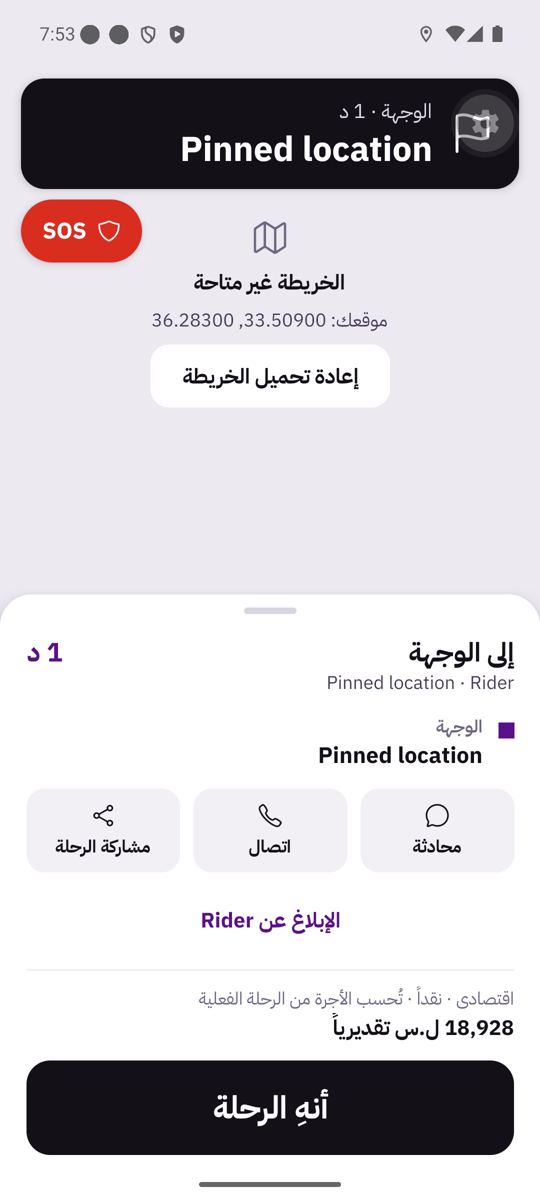 7:53
الوجهة · 1 د
Pinned location
SOS
الخريطة غير متاحة
موقعك: 33.50900, 36.28300
إعادة تحميل الخريطة
إلى الوجهة
1 د
Pinned location · Rider
الوجهة
Pinned location
محادثة
اتصال
مشاركة الرحلة
الإبلاغ عن Rider
اقتصادي · نقداً · تُحسب الأجرة من الرحلة الفعلية
18,928 ل.س تقديرياً
أنهِ الرحلة